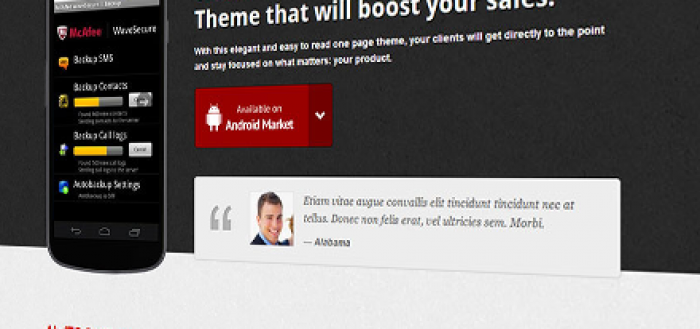 McAfee WaveSecure
Backup SMS
Backup Contacts
Backup Call logs
Autobackup Settings
Theme that will boost your sales.
With this elegant and easy to read one page theme, your clients will get directly to the point
and stay focused on what matters: your product.
Available on
Android Market
“
Etiam vitae augue convallis elit tincidunt tincidunt nec at
tellus. Donec non felis erat, vel ultricies sem. Morbi.
— Alabama